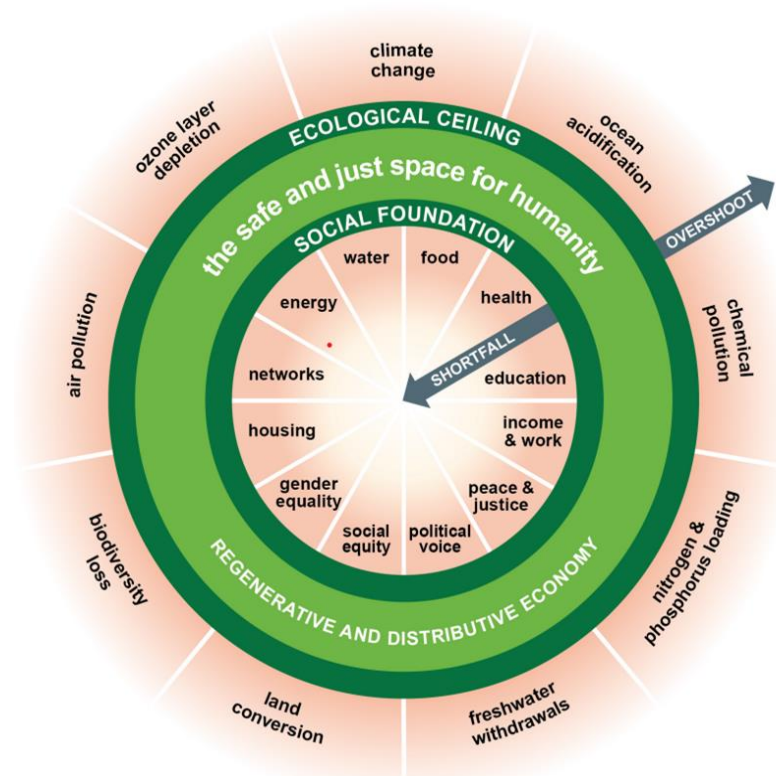 climate
change
ocean
acidification
chemical
pollution
nitrogen &
phosphorus loading
freshwater
withdrawals
land
conversion
biodiversity
loss
air pollution
ozone layer
depletion
ECOLOGICAL CEILING
the safe and just space for humanity
SOCIAL FOUNDATION
OVERSHOOT
SHORTFALL
water
food
health
education
income
& work
peace &
justice
political
voice
social
equity
gender
equality
housing
networks
energy
REGENERATIVE AND DISTRIBUTIVE ECONOMY